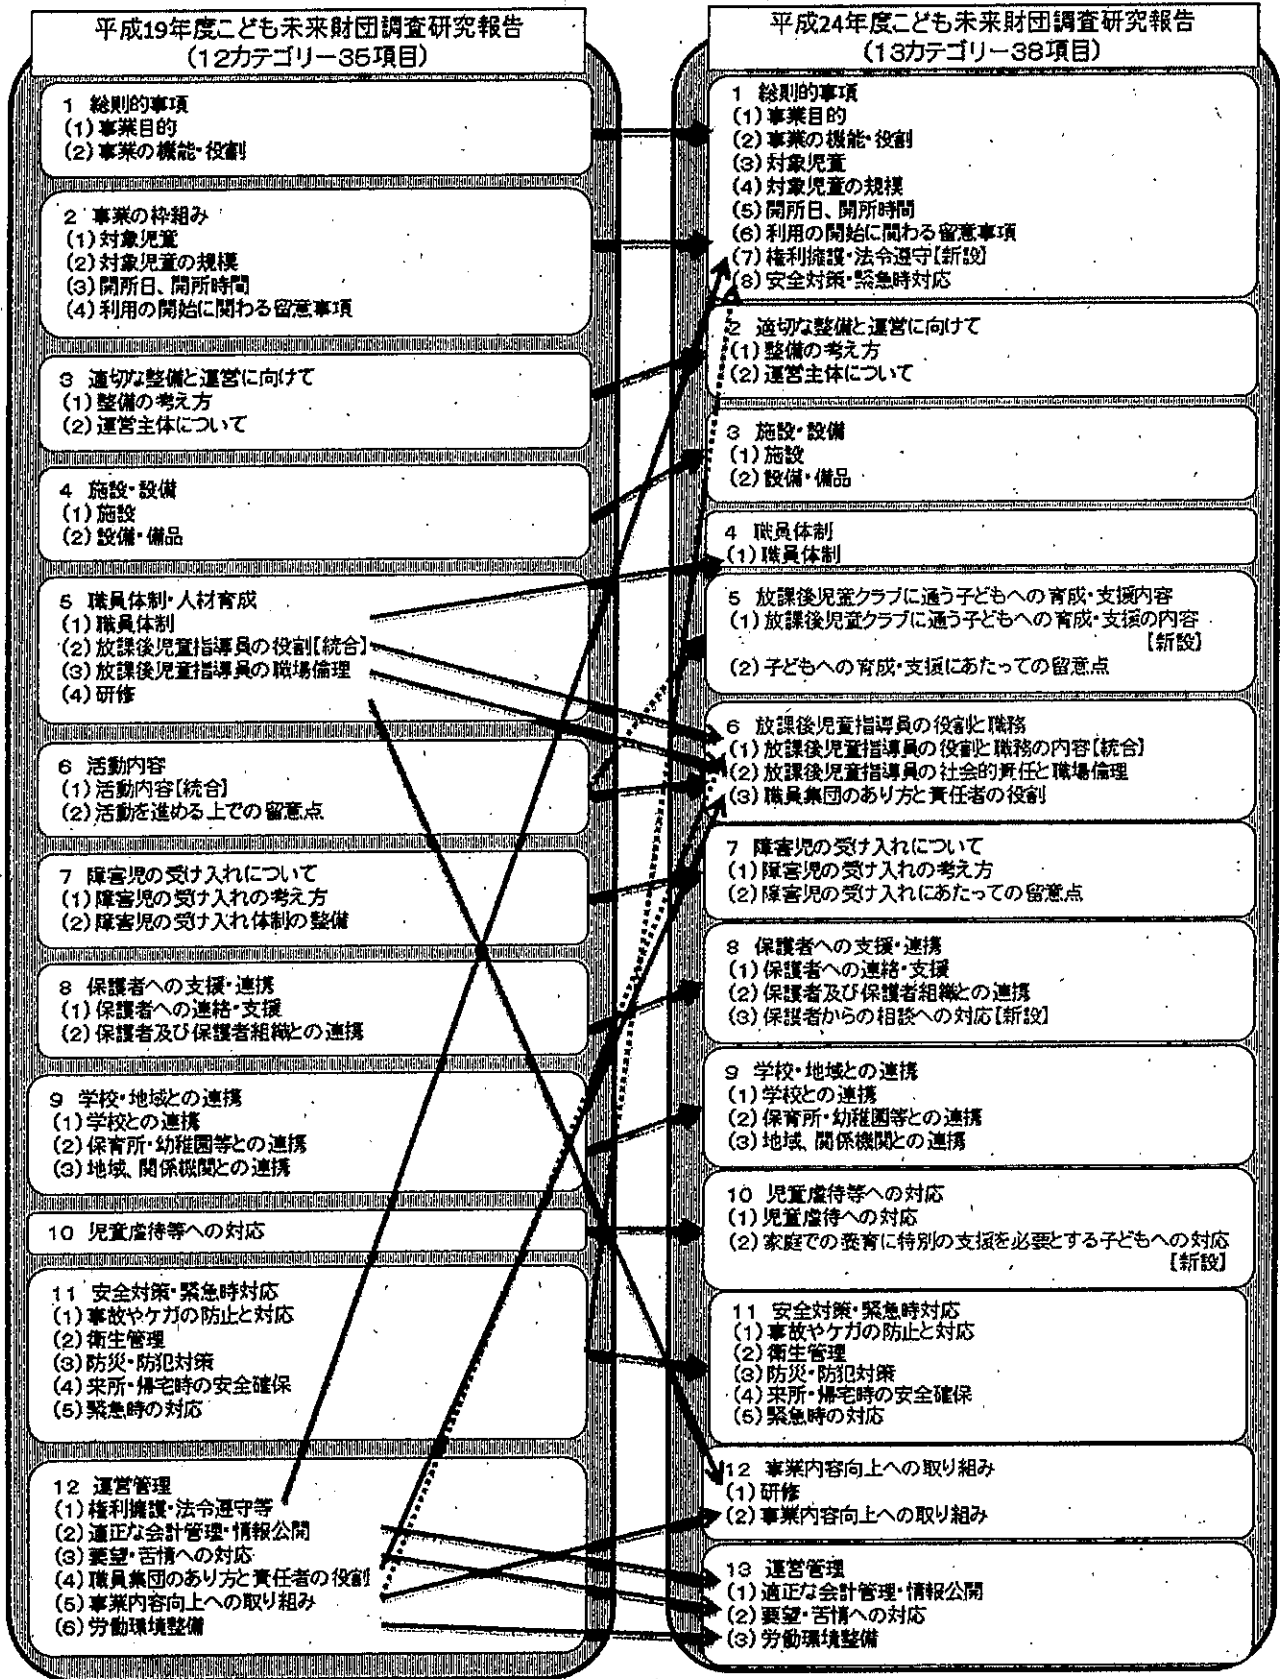 平成19年度こども未来財団調査研究報告
(12カテゴリー35項目)
1 総則的事項
(1)事業目的
(2)事業の機能・役割
2 事業の枠組み
(1)対象児童
(2)対象児童の規模
(3)開所日、開所時間
(4)利用の開始に関わる留意事項
3 適切な整備と運営に向けて
(1)整備の考え方
(2)運営主体について
4 施設・設備
(1)施設
(2)設備・備品
5 職員体制・人材育成
(1)職員体制
(2)放課後児童指導員の役割[統合]
(3)放課後児童指導員の職場倫理
(4)研修
6 活動内容
(1)活動内容[統合]
(2)活動を進める上での留意点
7 障害児の受け入れについて
(1)障害児の受け入れの考え方
(2)障害児の受け入れ体制の整備
8 保護者への支援・連携
(1)保護者への連絡・支援
(2)保護者及び保護者組織との連携
9 学校・地域との連携
(1)学校との連携
(2)保育所・幼稚園等との連携
(3)地域、関係機関との連携
10 児童虐待等への対応
11 安全対策・緊急時対応
(1)事故やケガの防止と対応
(2)衛生管理
(3)防災・防犯対策
(4)来所・帰宅時の安全確保
(5)緊急時の対応
12 運営管理
(1)権利擁護・法令遵守等
(2)適正な会計管理・情報公開
(3)要望・苦情への対応
(4)職員集団のあり方と責任者の役割
(5)事業内容向上への取り組み
(6)労働環境整備
平成24年度こども未来財団調査研究報告
(13カテゴリー38項目)
1 総則的事項
(1)事業目的
(2)事業の機能・役割
(3)対象児童
(4)対象児童の規模
(5)開所日、開所時間
(6)利用の開始に関わる留意事項
(7)権利擁護・法令遵守[新設]
(8)安全対策・緊急時対応
2 適切な整備と運営に向けて
(1)整備の考え方
(2)運営主体について
3 施設・設備
(1)施設
(2)設備・備品
4 職員体制
(1)職員体制
5 放課後児童クラブに通う子どもへの育成・支援内容
(1)放課後児童クラブに通う子どもへの育成・支援の内容
[新設]
(2)子どもへの育成・支援にあたっての留意点
6 放課後児童指導員の役割と職務
(1)放課後児童指導員の役割と職務の内容[統合]
(2)放課後児童指導員の社会的責任と職場倫理
(3)職員集団のあり方と責任者の役割
7 障害児の受け入れについて
(1)障害児の受け入れの考え方
(2)障害児の受け入れにあたっての留意点
8 保護者への支援・連携
(1)保護者への連絡・支援
(2)保護者及び保護者組織との連携
(3)保護者からの相談への対応[新設]
9 学校・地域との連携
(1)学校との連携
(2)保育所・幼稚園等との連携
(3)地域、関係機関との連携
10 児童虐待等への対応
(1)児童虐待への対応
(2)家庭での養育に特別の支援を必要とする子どもへの対応
[新設]
11 安全対策・緊急時対応
(1)事故やケガの防止と対応
(2)衛生管理
(3)防災・防犯対策
(4)来所・帰宅時の安全確保
(5)緊急時の対応
12 事業内容向上への取り組み
(1)研修
(2)事業内容向上への取り組み
13 運営管理
(1)適正な会計管理・情報公開
(2)要望・苦情への対応
(3)労働環境整備